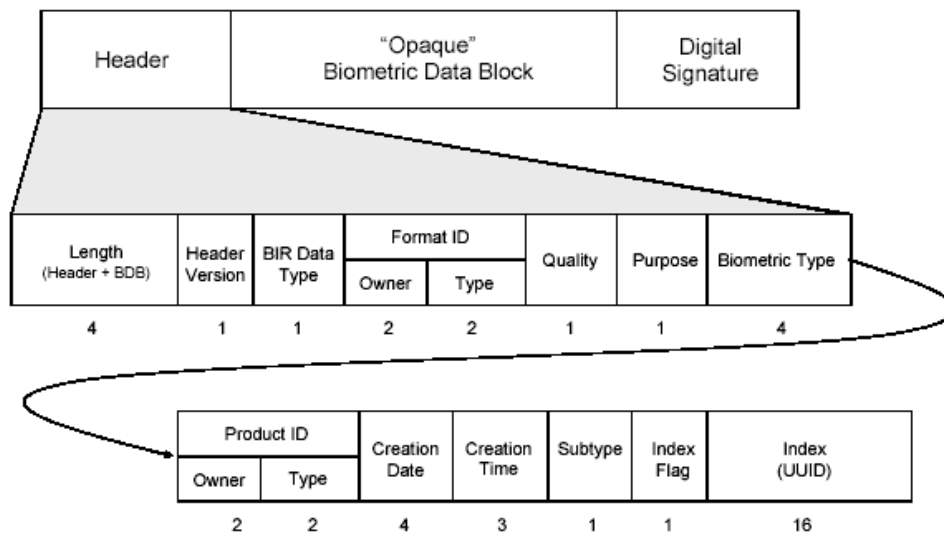 Header
“Opaque”
Biometric Data Block
Digital
Signature
Length
(Header + BDB)
Header
Version
BIR Data
Type
Format ID
Owner
Type
Quality
Purpose
Biometric Type
4
1
1
2
2
1
1
4
Product ID
Owner
Type
Creation
Date
Creation
Time
Subtype
Index
Flag
Index
(UUID)
2
2
4
3
1
1
16